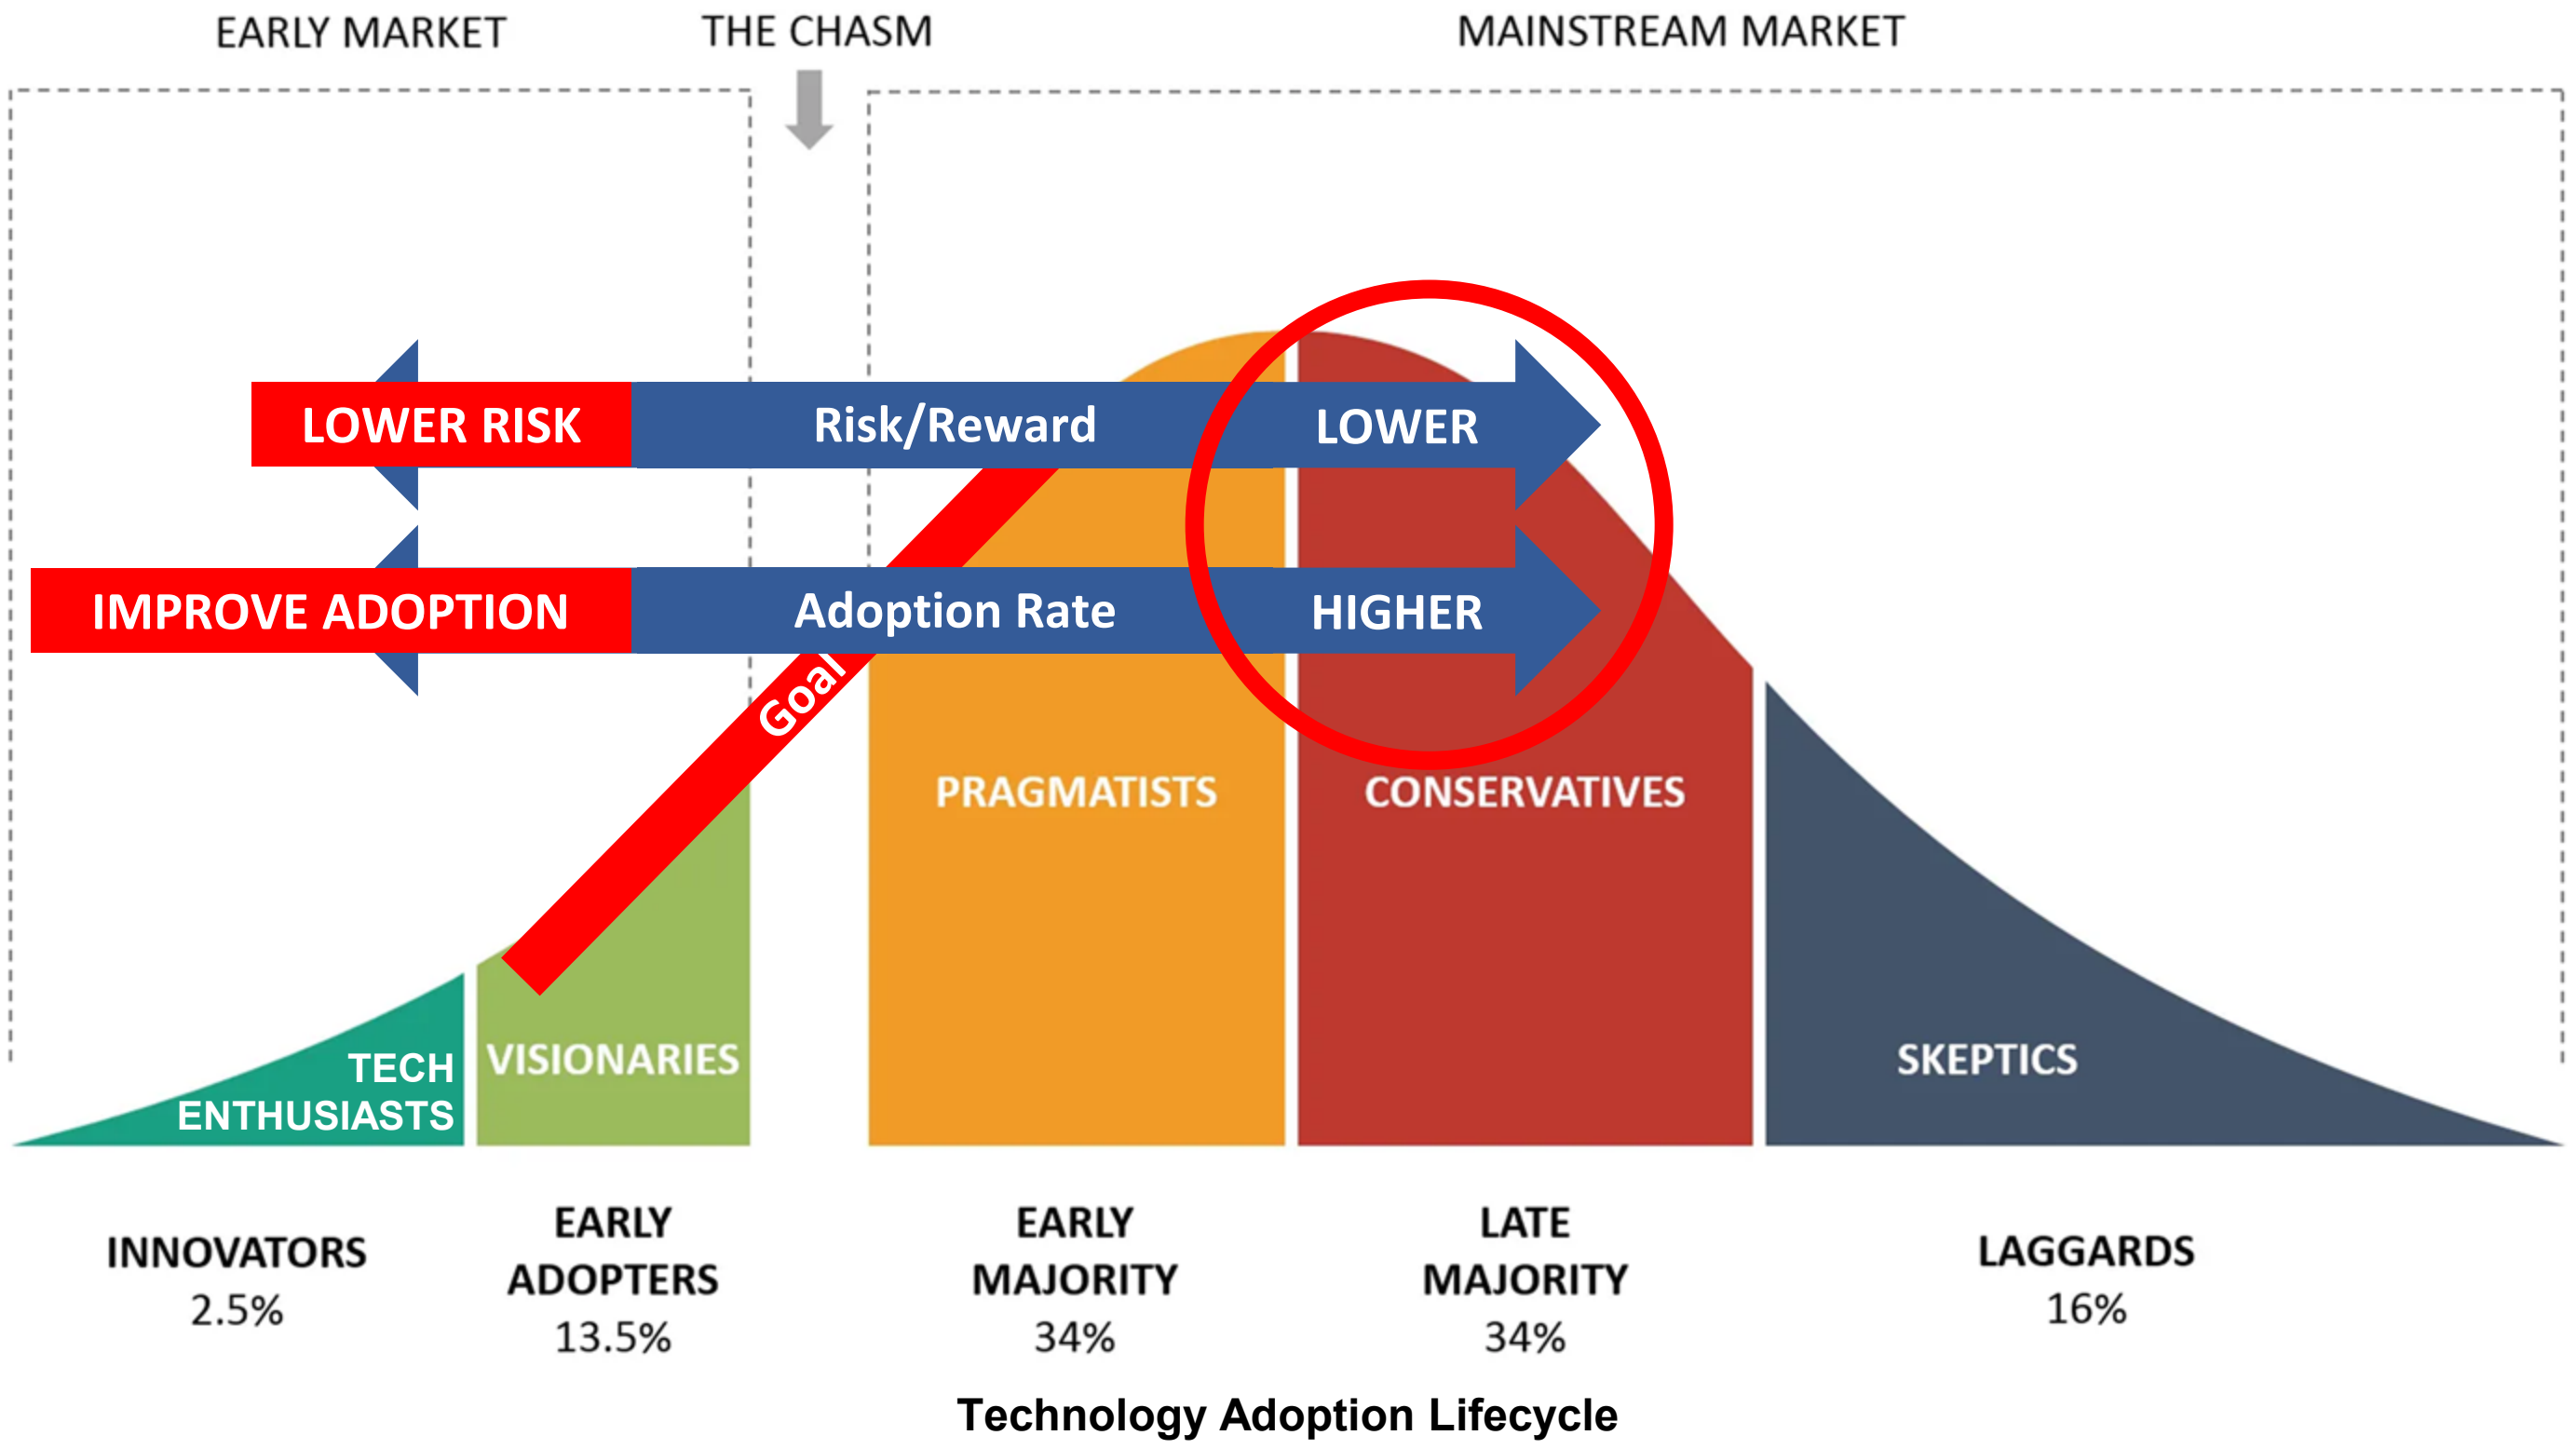 EARLY MARKET
THE CHASM
MAINSTREAM MARKET
LOWER RISK
Risk/Reward
LOWER
IMPROVE ADOPTION
Adoption Rate
HIGHER
Goal
PRAGMATISTS
CONSERVATIVES
TECH
ENTHUSIASTS
VISIONARIES
SKEPTICS
INNOVATORS
2.5%
EARLY
ADOPTERS
13.5%
EARLY
MAJORITY
34%
LATE
MAJORITY
34%
LAGGARDS
16%
Technology Adoption Lifecycle